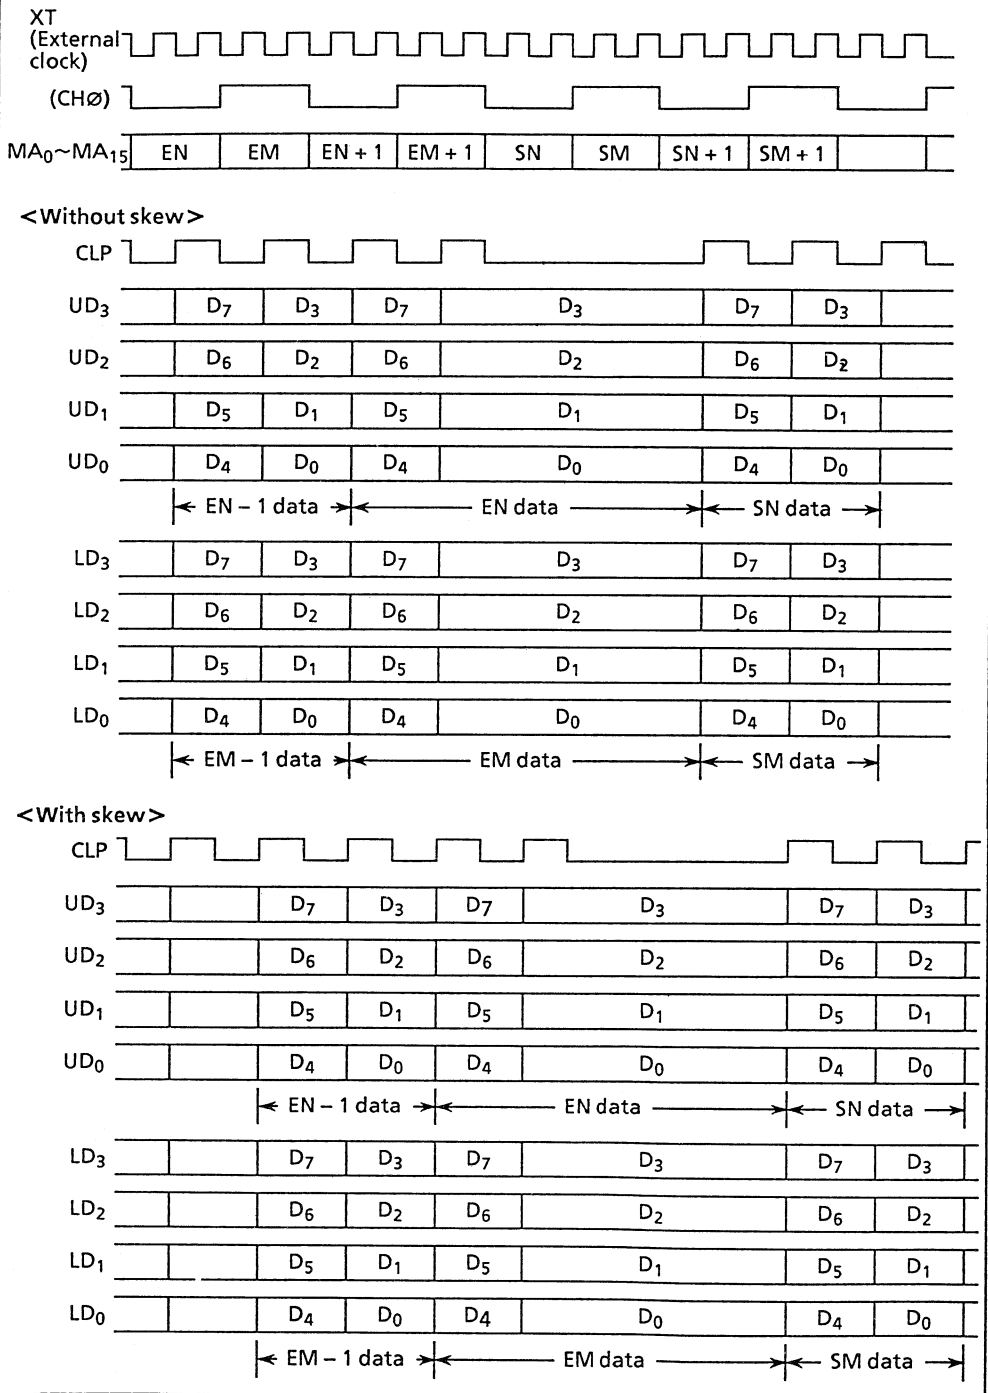 XT
(External
clock)
(CHØ)
MA₀~MA₁₅ EN EM EN + 1 EM + 1 SN SM SN + 1 SM + 1
<Without skew>
CLP
UD₃ D₇ D₃ D₇ D₃ D₇ D₃
UD₂ D₆ D₂ D₆ D₂ D₆ D₂
UD₁ D₅ D₁ D₅ D₁ D₅ D₁
UD₀ D₄ D₀ D₄ D₀ D₄ D₀
EN – 1 data EN data SN data
LD₃ D₇ D₃ D₇ D₃ D₇ D₃
LD₂ D₆ D₂ D₆ D₂ D₆ D₂
LD₁ D₅ D₁ D₅ D₁ D₅ D₁
LD₀ D₄ D₀ D₄ D₀ D₄ D₀
EM – 1 data EM data SM data
<With skew>
CLP
UD₃ D₇ D₃ D₇ D₃ D₇ D₃
UD₂ D₆ D₂ D₆ D₂ D₆ D₂
UD₁ D₅ D₁ D₅ D₁ D₅ D₁
UD₀ D₄ D₀ D₄ D₀ D₄ D₀
EN – 1 data EN data SN data
LD₃ D₇ D₃ D₇ D₃ D₇ D₃
LD₂ D₆ D₂ D₆ D₂ D₆ D₂
LD₁ D₅ D₁ D₅ D₁ D₅ D₁
LD₀ D₄ D₀ D₄ D₀ D₄ D₀
EM – 1 data EM data SM data